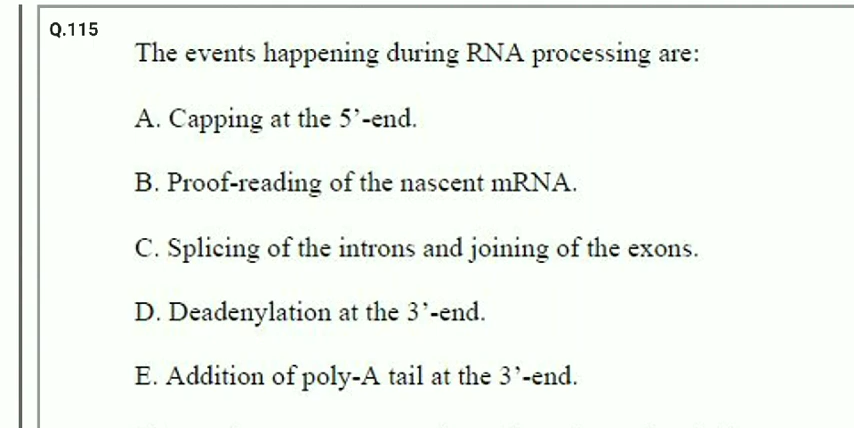 Q.115
The events happening during RNA processing are:
A. Capping at the 5’-end.
B. Proof-reading of the nascent mRNA.
C. Splicing of the introns and joining of the exons.
D. Deadenylation at the 3’-end.
E. Addition of poly-A tail at the 3’-end.